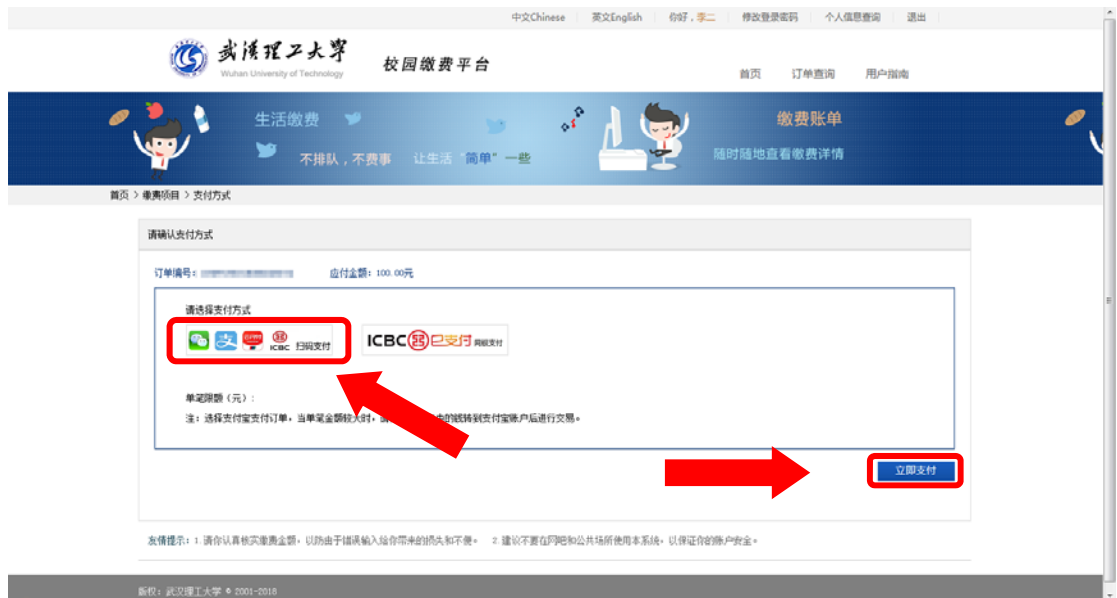 中文Chinese 英文English 你好，李二 修改登录密码 个人信息查询 退出
武汉理工大学
Wuhan University of Technology
校园缴费平台
首页 订单查询 用户指南
生活缴费
不排队，不费事 让生活“简单”一些
缴费账单
随时随地查看缴费详情
首页 > 缴费项目 > 支付方式
请确认支付方式
订单编号： 应付金额：100.00元
请选择支付方式
ICBC 扫码支付 ICBC 已支付 网银支付
单笔限额（元）：
注：选择支付宝支付订单，当单笔金额较大时， 的钱转到支付宝账户后进行交易。
立即支付
友情提示：1.请你认真核实缴费金额，以防由于错误输入给你带来的损失和不便。 2.建议不要在网吧和公共场所使用本系统，以保证你的账户安全。
版权：武汉理工大学 © 2001-2018